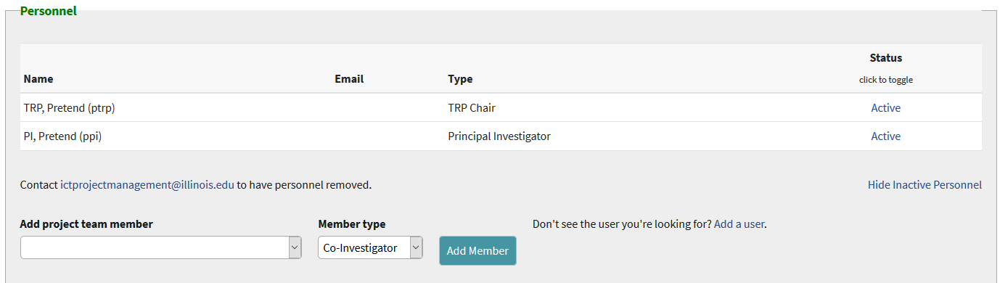 Personnel
Status
Name Email Type click to toggle
TRP, Pretend (ptrp) TRP Chair Active
PI, Pretend (ppi) Principal Investigator Active
Contact ictprojectmanagement@illinois.edu to have personnel removed. Hide Inactive Personnel
Add project team member Member type Don't see the user you're looking for? Add a user.
Co-Investigator Add Member